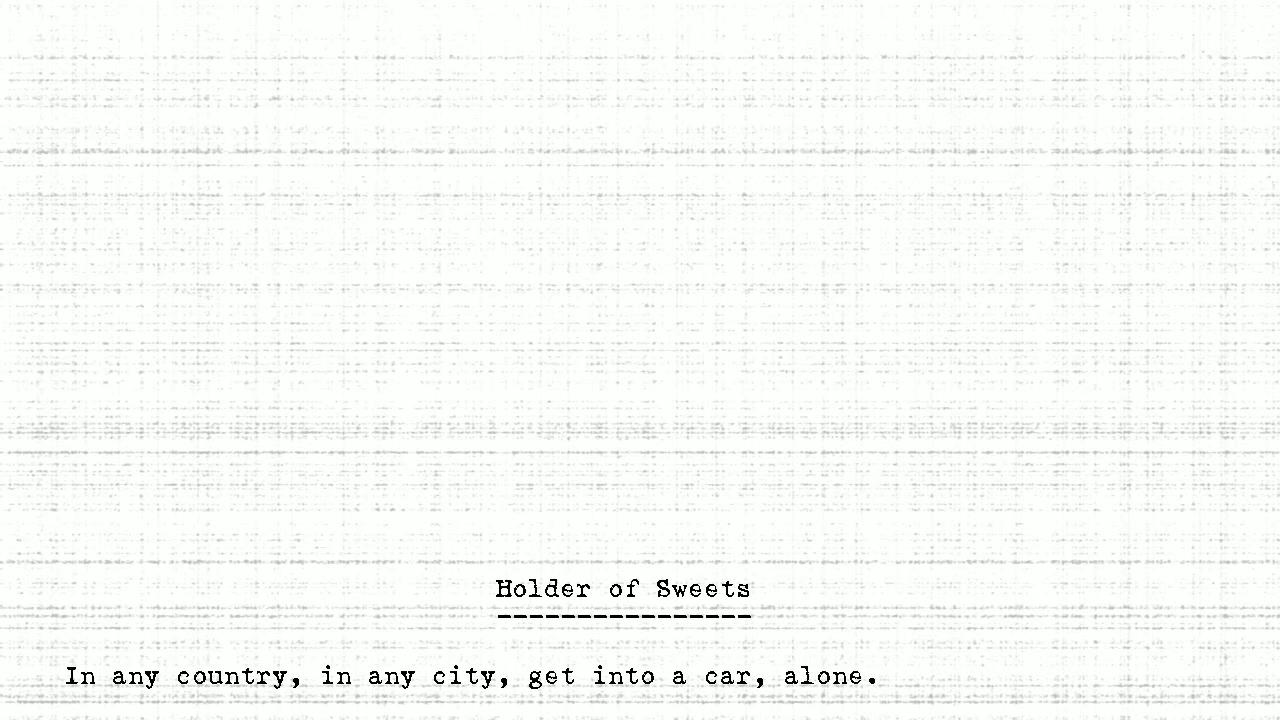 Holder of Sweets
----------------
In any country, in any city, get into a car, alone.